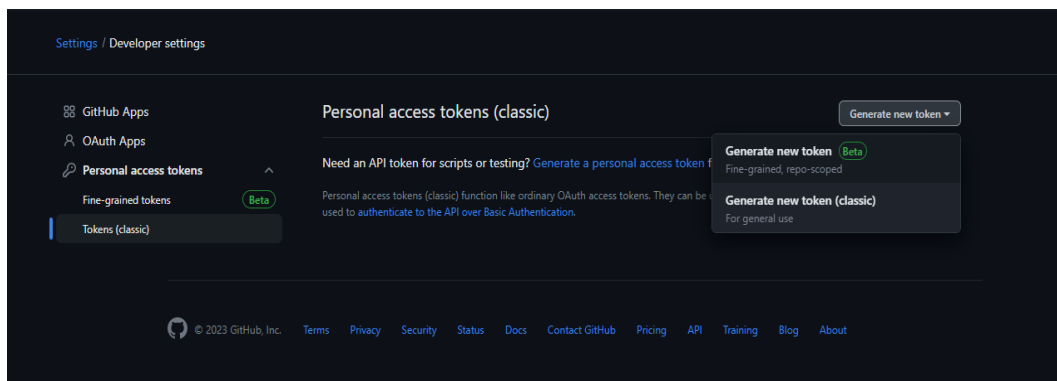 Settings / Developer settings
GitHub Apps
OAuth Apps
Personal access tokens
Fine-grained tokens Beta
Tokens (classic)
Personal access tokens (classic)
Generate new token
Need an API token for scripts or testing? Generate a personal access token
Personal access tokens (classic) function like ordinary OAuth access tokens. They can be
used to authenticate to the API over Basic Authentication.
Generate new token Beta
Fine-grained, repo-scoped
Generate new token (classic)
For general use
© 2023 GitHub, Inc. Terms Privacy Security Status Docs Contact GitHub Pricing API Training Blog About